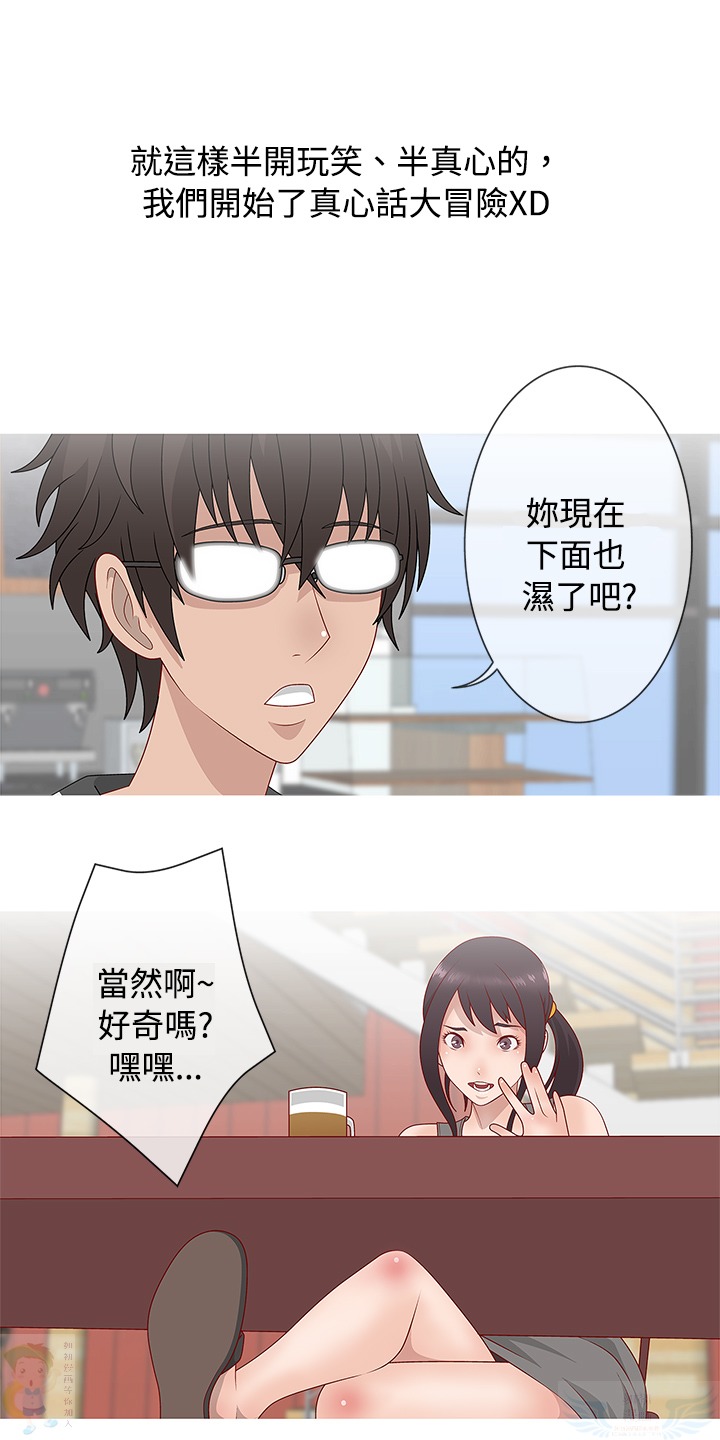 就這樣半開玩笑、半真心的，
我們開始了真心話大冒險XD
妳現在
下面也
濕了吧?
當然啊~
好奇嗎?
嘿嘿...